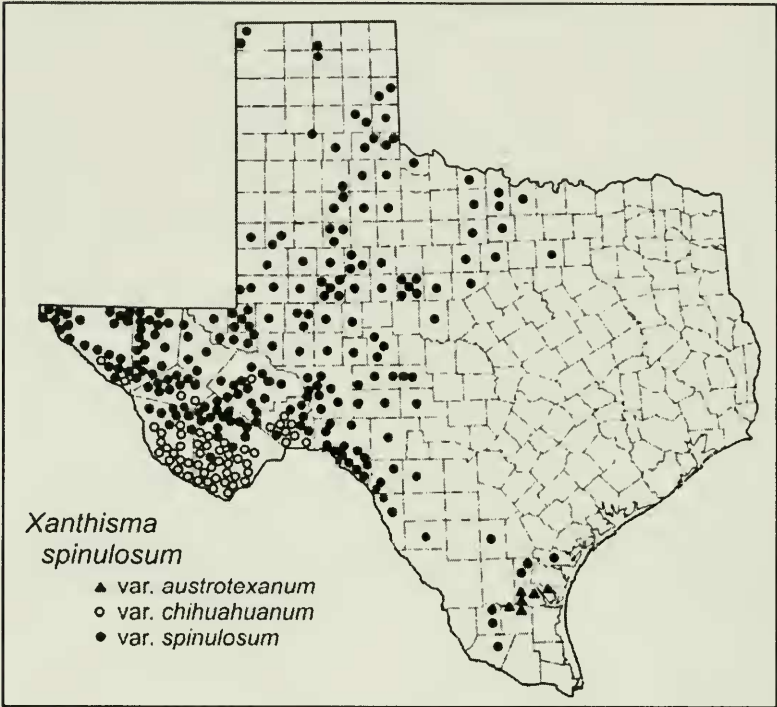 Xanthisma
spinulosum
▲ var. austrotexanum
○ var. chihuahuanum
● var. spinulosum